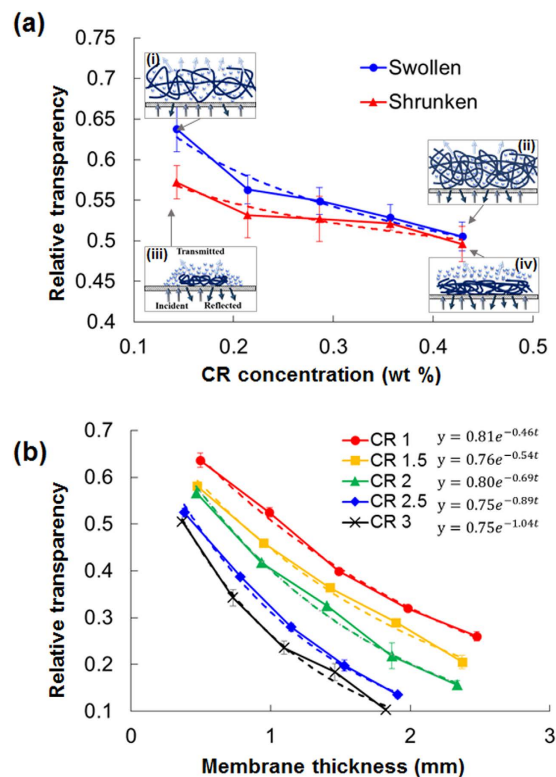 (a)
0.75
0.7
0.65
0.6
0.55
0.5
0.45
0.4
Relative transparency
0.1
0.2
0.3
0.4
0.5
CR concentration (wt %)
Swollen
Shrunken
(i)
(ii)
(iii)
Transmitted
Incident
Reflected
(iv)
(b)
0.7
0.6
0.5
0.4
0.3
0.2
0.1
Relative transparency
0
1
2
3
Membrane thickness (mm)
CR 1 y = 0.81e^{-0.46t}
CR 1.5 y = 0.76e^{-0.54t}
CR 2 y = 0.80e^{-0.69t}
CR 2.5 y = 0.75e^{-0.89t}
CR 3 y = 0.75e^{-1.04t}